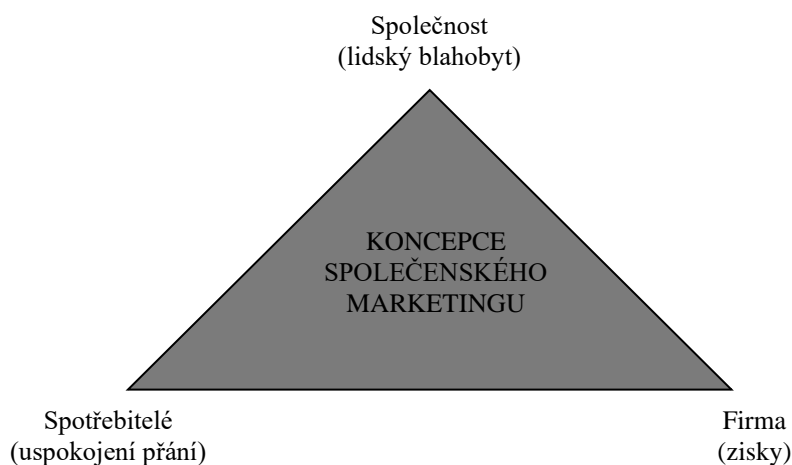 Společnost
(lidský blahobyt)
KONCEPCE
SPOLEČENSKÉHO
MARKETINGU
Spotřebitelé
(uspokojení přání)
Firma
(zisky)